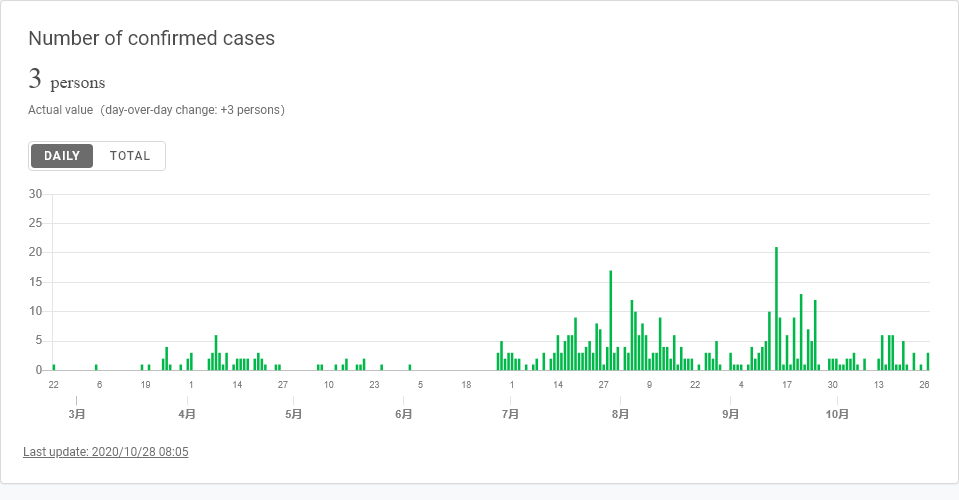 Number of confirmed cases
3 persons
Actual value (day-over-day change: +3 persons)
DAILY TOTAL
30
25
20
15
10
5
0
22 6 19 1 14 27 10 23 5 18 1 14 27 9 22 4 17 30 13 26
3月 4月 5月 6月 7月 8月 9月 10月
Last update: 2020/10/28 08:05